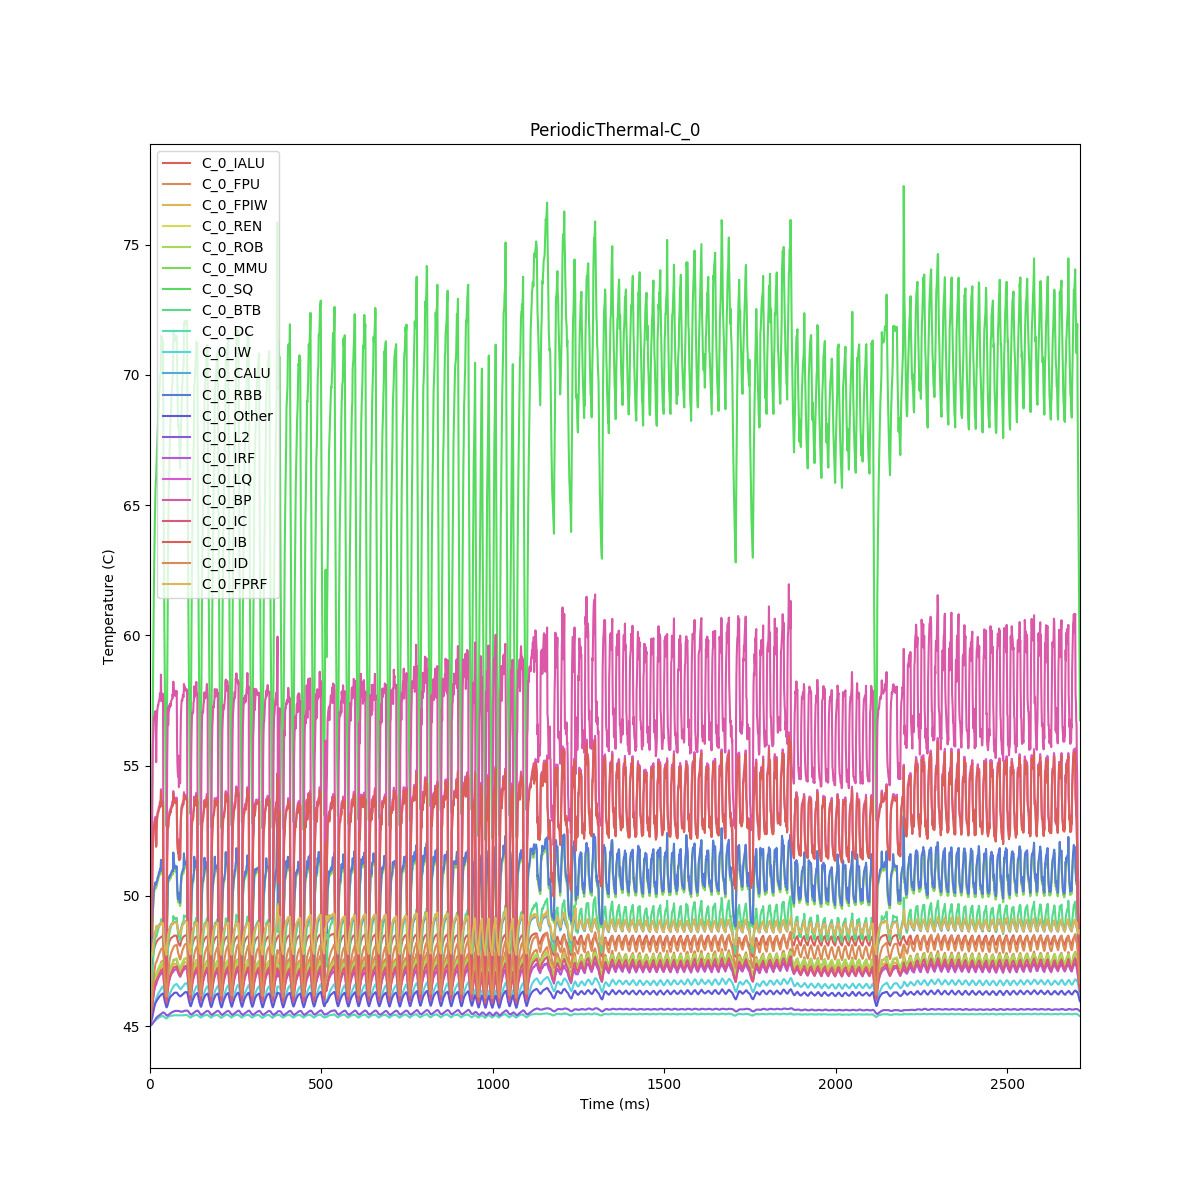 PeriodicThermal-C_0
C_0_IALU
C_0_FPU
C_0_FPIW
C_0_REN
C_0_ROB
C_0_MMU
C_0_SQ
C_0_BTB
C_0_DC
C_0_IW
C_0_CALU
C_0_RBB
C_0_Other
C_0_L2
C_0_IRF
C_0_LQ
C_0_BP
C_0_IC
C_0_IB
C_0_ID
C_0_FPRF
75
70
65
60
55
50
45
Temperature (C)
0 500 1000 1500 2000 2500
Time (ms)